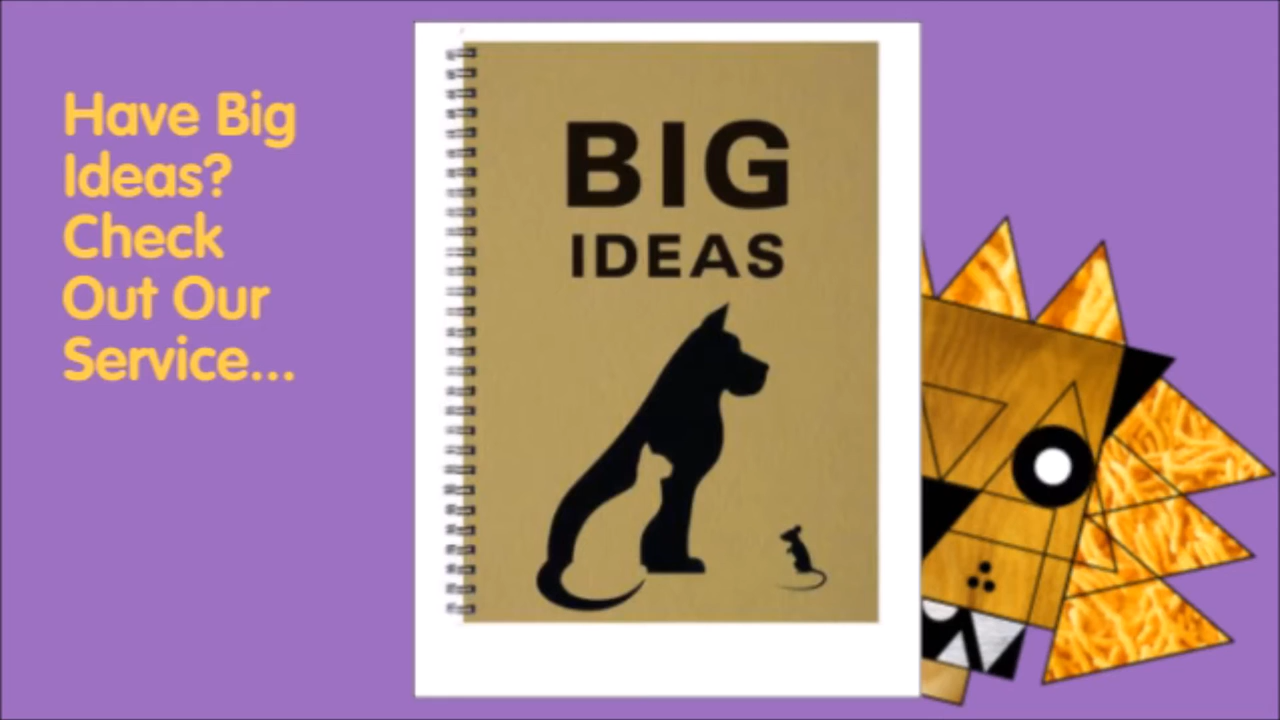 Have Big
Ideas?
Check
Out Our
Service...
BIG
IDEAS